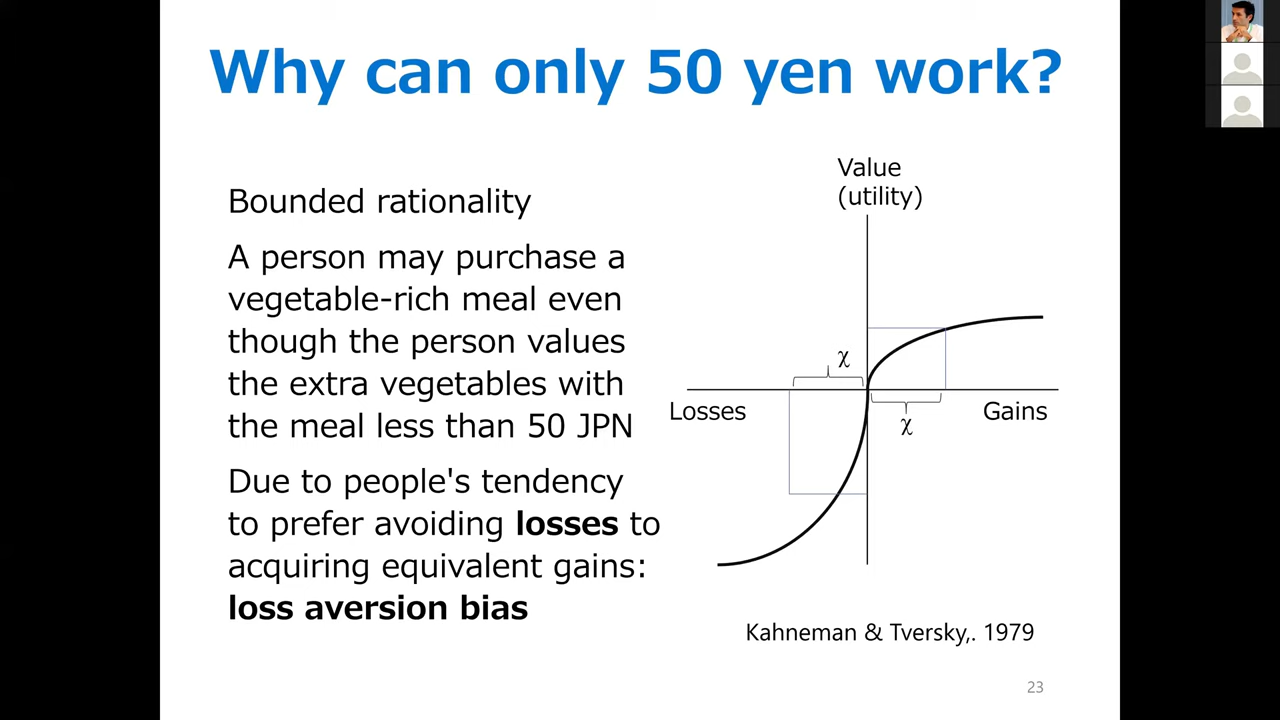 Why can only 50 yen work?
Bounded rationality
A person may purchase a
vegetable-rich meal even
though the person values
the extra vegetables with
the meal less than 50 JPN
Due to people's tendency
to prefer avoiding losses to
acquiring equivalent gains:
loss aversion bias
Value
(utility)
χ
Losses
Gains
χ
Kahneman & Tversky,. 1979
23